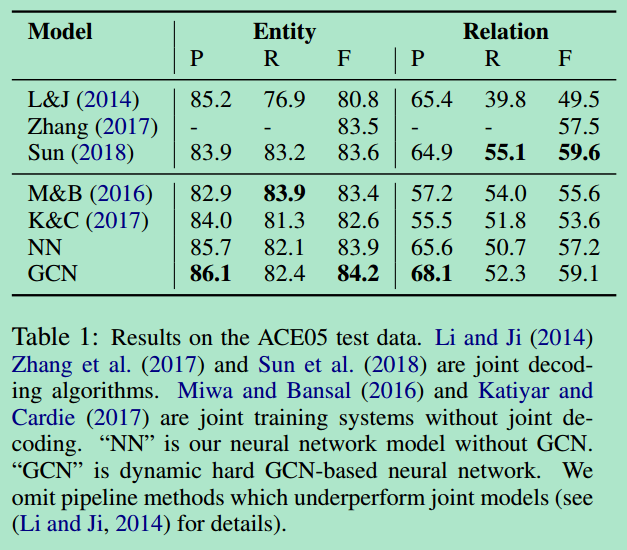 Model Entity Relation
P R F P R F
L&J (2014) 85.2 76.9 80.8 65.4 39.8 49.5
Zhang (2017) - - 83.5 - - 57.5
Sun (2018) 83.9 83.2 83.6 64.9 55.1 59.6
M&B (2016) 82.9 83.9 83.4 57.2 54.0 55.6
K&C (2017) 84.0 81.3 82.6 55.5 51.8 53.6
NN 85.7 82.1 83.9 65.6 50.7 57.2
GCN 86.1 82.4 84.2 68.1 52.3 59.1
Table 1: Results on the ACE05 test data. Li and Ji (2014)
Zhang et al. (2017) and Sun et al. (2018) are joint decod-
ing algorithms. Miwa and Bansal (2016) and Katiyar and
Cardie (2017) are joint training systems without joint de-
coding. “NN” is our neural network model without GCN.
“GCN” is dynamic hard GCN-based neural network. We
omit pipeline methods which underperform joint models (see
(Li and Ji, 2014) for details).